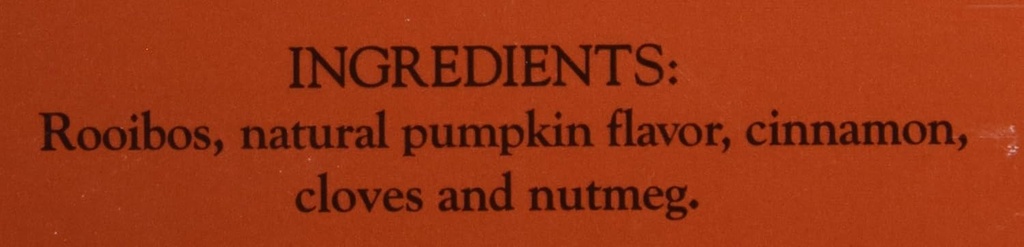 INGREDIENTS:
Rooibos, natural pumpkin flavor, cinnamon,
cloves and nutmeg.